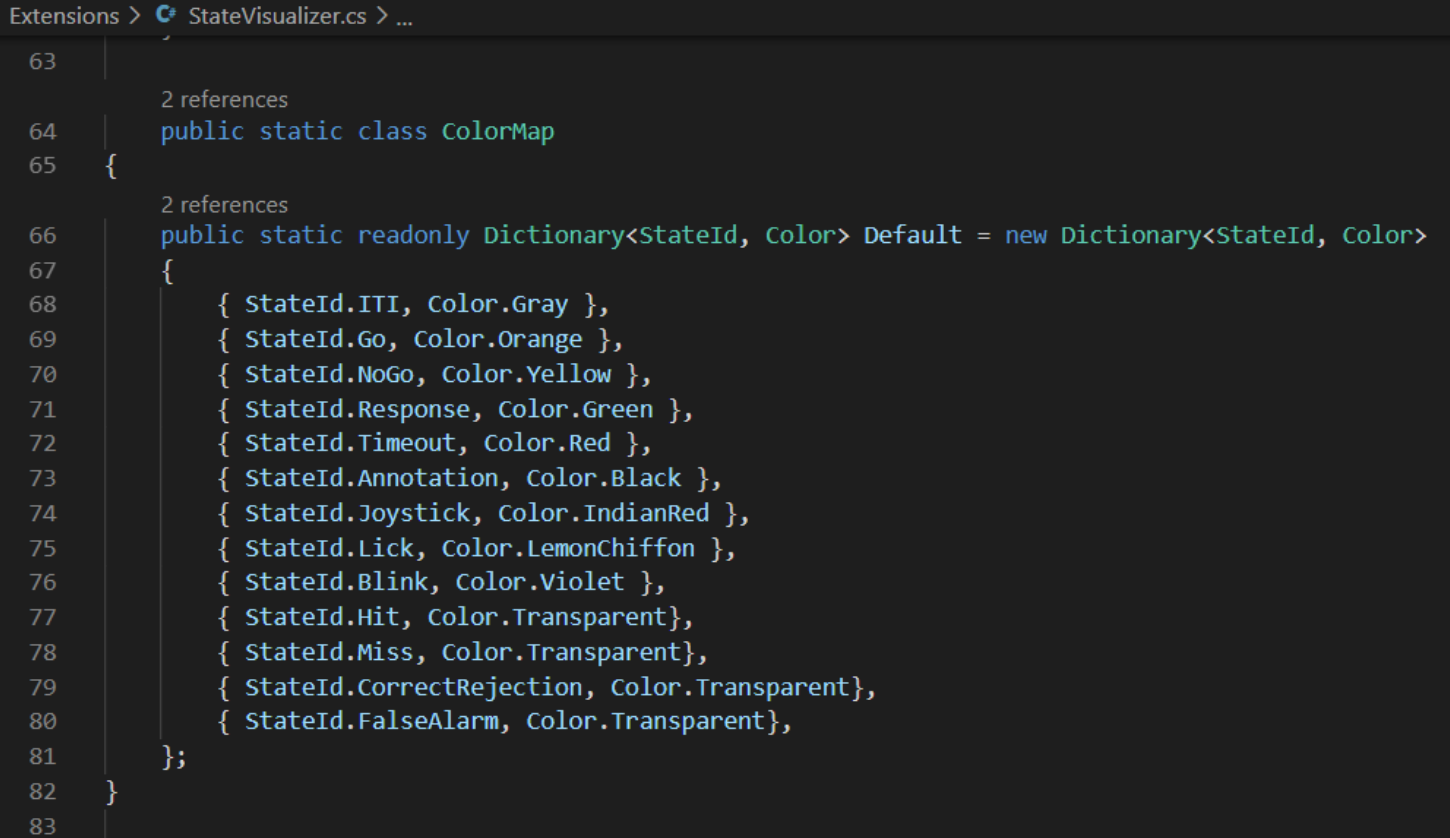 Extensions > C# StateVisualizer.cs > ...
63
2 references
64 public static class ColorMap
65 {
2 references
66 public static readonly Dictionary<StateId, Color> Default = new Dictionary<StateId, Color>
67 {
68 { StateId.ITI, Color.Gray },
69 { StateId.Go, Color.Orange },
70 { StateId.NoGo, Color.Yellow },
71 { StateId.Response, Color.Green },
72 { StateId.Timeout, Color.Red },
73 { StateId.Annotation, Color.Black },
74 { StateId.Joystick, Color.IndianRed },
75 { StateId.Lick, Color.LemonChiffon },
76 { StateId.Blink, Color.Violet },
77 { StateId.Hit, Color.Transparent},
78 { StateId.Miss, Color.Transparent},
79 { StateId.CorrectRejection, Color.Transparent},
80 { StateId.FalseAlarm, Color.Transparent},
81 };
82 }
83